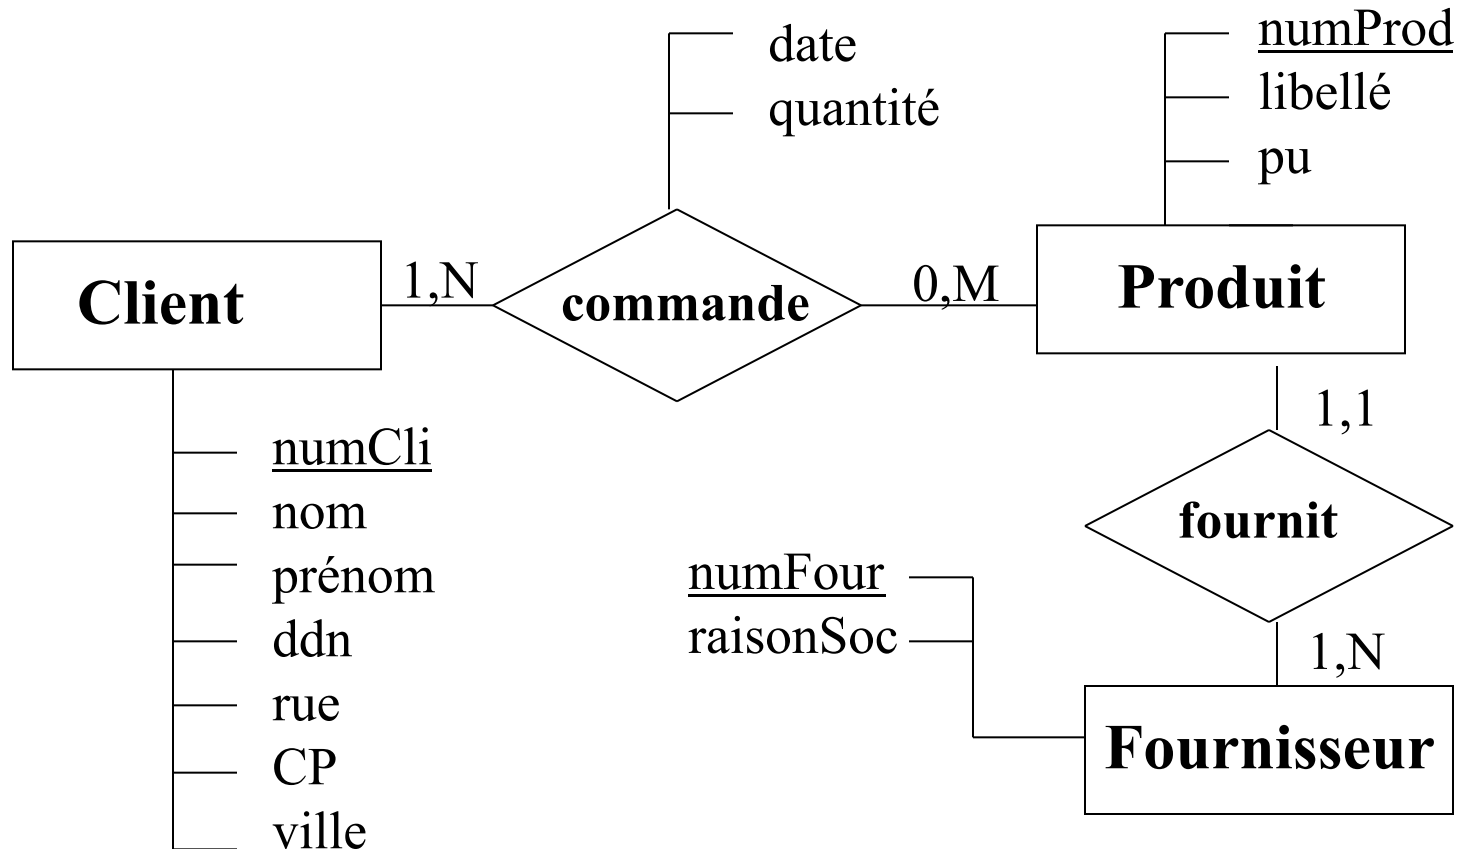 date
quantité
numProd
libellé
pu
Client
1,N
commande
0,M
Produit
1,1
numCli
nom
prénom
ddn
rue
CP
ville
fournit
numFour
raisonSoc
1,N
Fournisseur